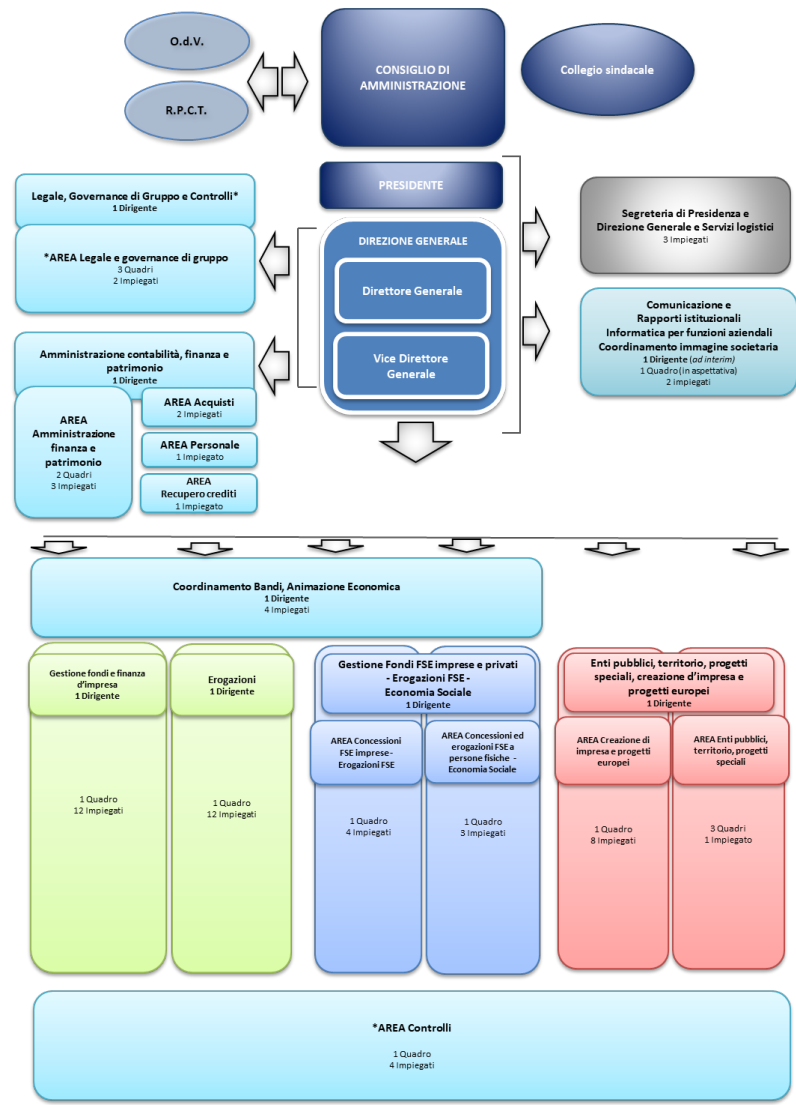 O.d.V.
R.P.C.T.
CONSIGLIO DI
AMMINISTRAZIONE
Collegio sindacale
PRESIDENTE
DIREZIONE GENERALE
Direttore Generale
Vice Direttore
Generale
Legale, Governance di Gruppo e Controlli*
1 Dirigente
*AREA Legale e governance di gruppo
3 Quadri
2 Impiegati
Amministrazione contabilità, finanza e
patrimonio
1 Dirigente
AREA
Amministrazione
finanza e
patrimonio
2 Quadri
3 Impiegati
AREA Acquisti
2 Impiegati
AREA Personale
1 Impiegato
AREA
Recupero crediti
1 Impiegato
Segreteria di Presidenza e
Direzione Generale e Servizi logistici
3 Impiegati
Comunicazione e
Rapporti istituzionali
Informatica per funzioni aziendali
Coordinamento immagine societaria
1 Dirigente (ad interim)
1 Quadro (in aspettativa)
2 impiegati
Coordinamento Bandi, Animazione Economica
1 Dirigente
4 Impiegati
Gestione fondi e finanza
d'impresa
1 Dirigente
1 Quadro
12 Impiegati
Erogazioni
1 Dirigente
1 Quadro
12 Impiegati
Gestione Fondi FSE imprese e privati
- Erogazioni FSE -
Economia Sociale
1 Dirigente
AREA Concessioni
FSE imprese -
Erogazioni FSE
1 Quadro
4 Impiegati
AREA Concessioni ed
erogazioni FSE a
persone fisiche -
Economia Sociale
1 Quadro
3 Impiegati
Enti pubblici, territorio, progetti
speciali, creazione d'impresa e
progetti europei
1 Dirigente
AREA Creazione di
impresa e progetti
europei
1 Quadro
8 Impiegati
AREA Enti pubblici,
territorio, progetti
speciali
3 Quadri
1 Impiegato
*AREA Controlli
1 Quadro
4 Impiegati